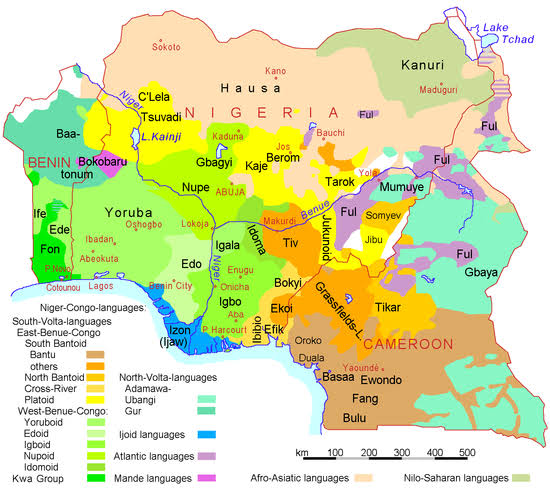 Lake
Tchad
Sokoto
Kano
Hausa
Kanuri
Maduguri
Niger
C'Lela
Tsuvadi
NIGERIA
Ful
Ful
L.Kainji
Kaduna
Bauchi
Baa-
tonum
BENIN
Bokobaru
Gbagyi
Kaje
Jos
Berom
Yola
Ful
Tarok
Mumuye
Nupe
ABUJA
Benue
Ife
Ede
Yoruba
Oshogbo
Lokoja
Makurdi
Ful
Somyev
Idoma
Jukunoid
Fon
Ibadan
Abeokuta
Edo
Igala
Tiv
Jibu
Ful
Gbaya
P.Novo
Cotounou
Lagos
Benin City
Niger
Enugu
Onicha
Bokyi
Igbo
Aba
Ekoi
Grassfields-L.
Tikar
Izon
(Ijaw)
P.Harcourt
Ibibio
Efik
Oroko
Duala
CAMEROON
Yaoundé
Basaa
Ewondo
Fang
Bulu
Niger-Congo-languages:
South-Volta-languages
East-Benue-Congo
South Bantoid
Bantu
others
North Bantoid
North-Volta-languages
Cross-River
Adamawa-
Platoid
Ubangi
West-Benue-Congo:
Gur
Yoruboid
Edoid
Ijoid languages
Igboid
Nupoid
Atlantic languages
Idomoid
Kwa Group
Mande languages
km 100 200 300 400 500
Afro-Asiatic languages
Nilo-Saharan languages